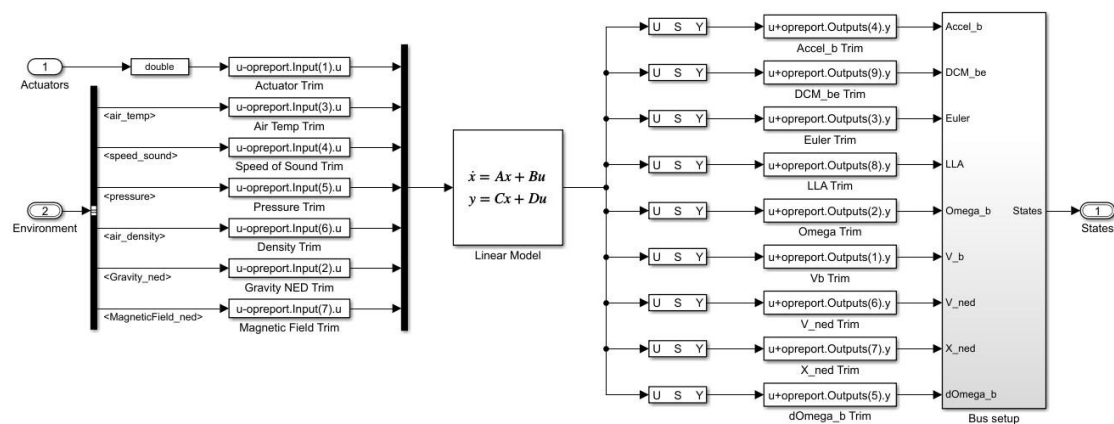 1
Actuators
double
u-opreport.Input(1).u
Actuator Trim
<air_temp>
u-opreport.Input(3).u
Air Temp Trim
<speed_sound>
u-opreport.Input(4).u
Speed of Sound Trim
<pressure>
u-opreport.Input(5).u
Pressure Trim
2
Environment
<air_density>
u-opreport.Input(6).u
Density Trim
<Gravity_ned>
u-opreport.Input(2).u
Gravity NED Trim
<MagneticField_ned>
u-opreport.Input(7).u
Magnetic Field Trim
ẋ = Ax + Bu
y = Cx + Du
Linear Model
U S Y
u+opreport.Outputs(4).y
Accel_b Trim
Accel_b
U S Y
u+opreport.Outputs(9).y
DCM_be Trim
DCM_be
U S Y
u+opreport.Outputs(3).y
Euler Trim
Euler
U S Y
u+opreport.Outputs(8).y
LLA Trim
LLA
U S Y
u+opreport.Outputs(2).y
Omega Trim
Omega_b
U S Y
u+opreport.Outputs(1).y
Vb Trim
V_b
U S Y
u+opreport.Outputs(6).y
V_ned Trim
V_ned
U S Y
u+opreport.Outputs(7).y
X_ned Trim
X_ned
U S Y
u+opreport.Outputs(5).y
dOmega_b Trim
dOmega_b
States
Bus setup
1
States